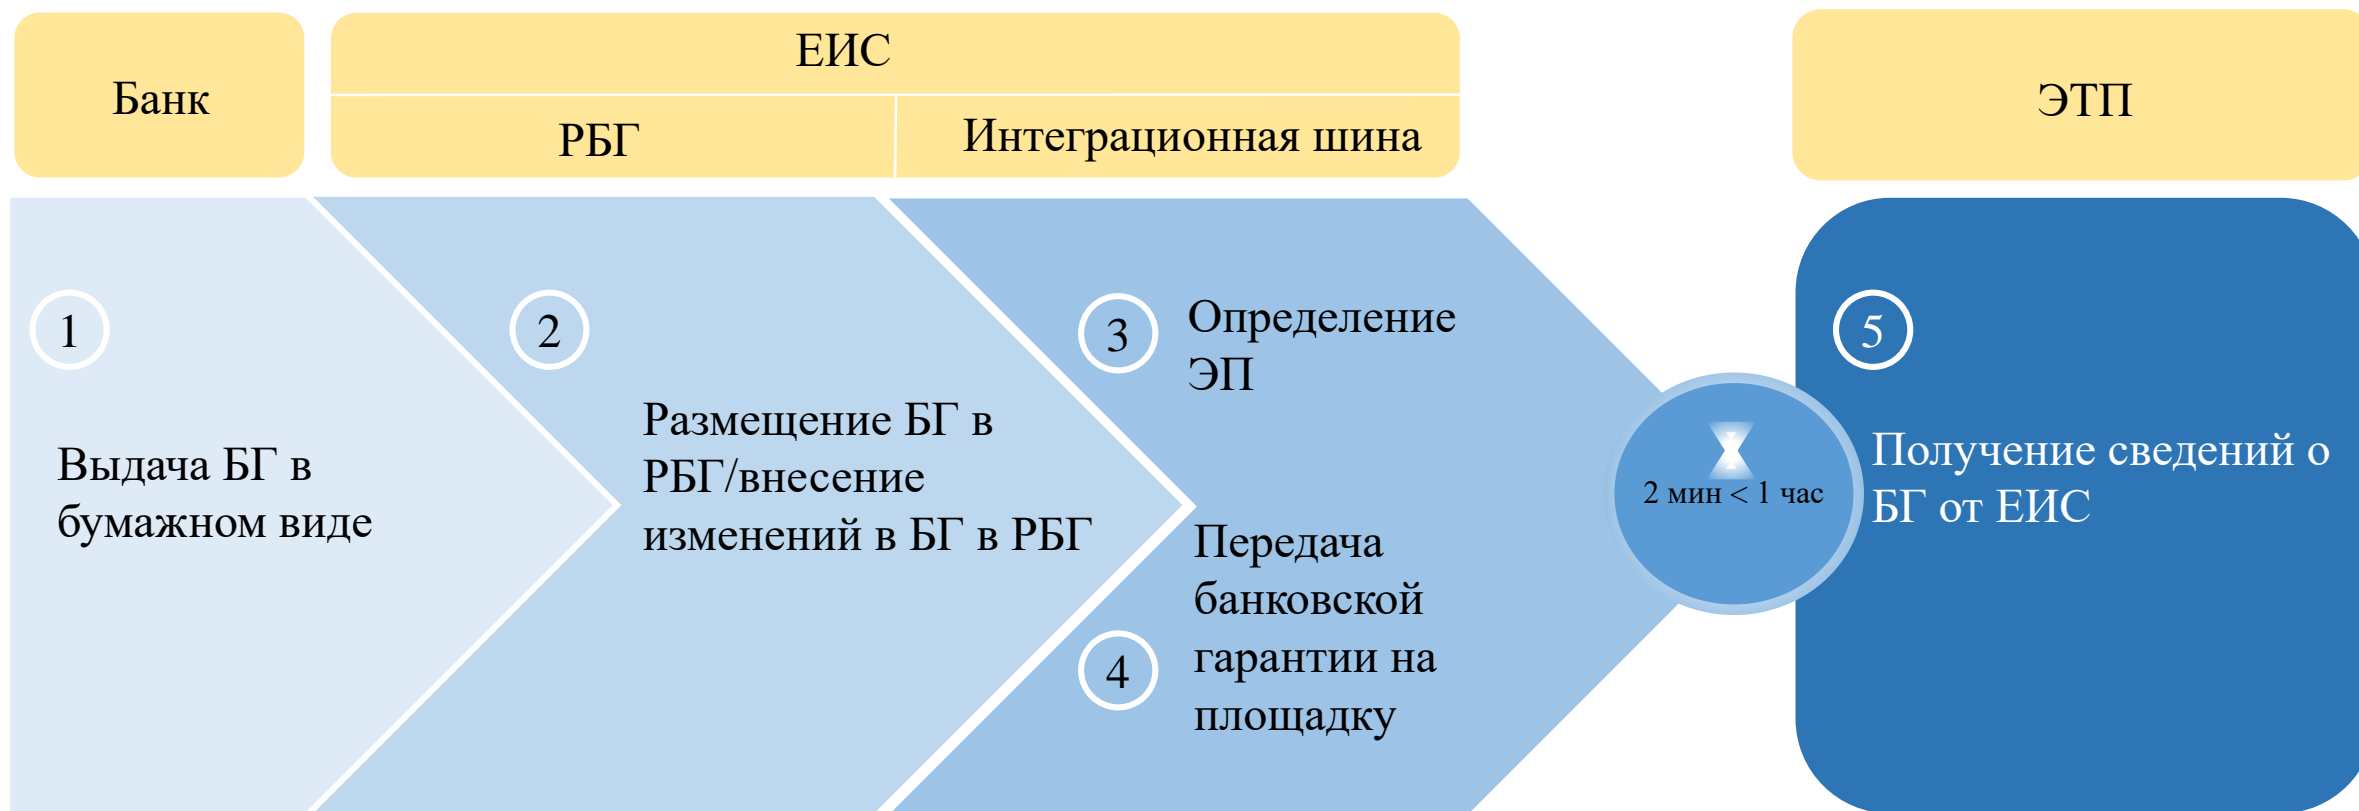 Банк
ЕИС
РБГ
Интеграционная шина
ЭТП
1
Выдача БГ в
бумажном виде
2
Размещение БГ в
РБГ/внесение
изменений в БГ в РБГ
3
Определение
ЭП
4
Передача
банковской
гарантии на
площадку
2 мин < 1 час
5
Получение сведений о
БГ от ЕИС